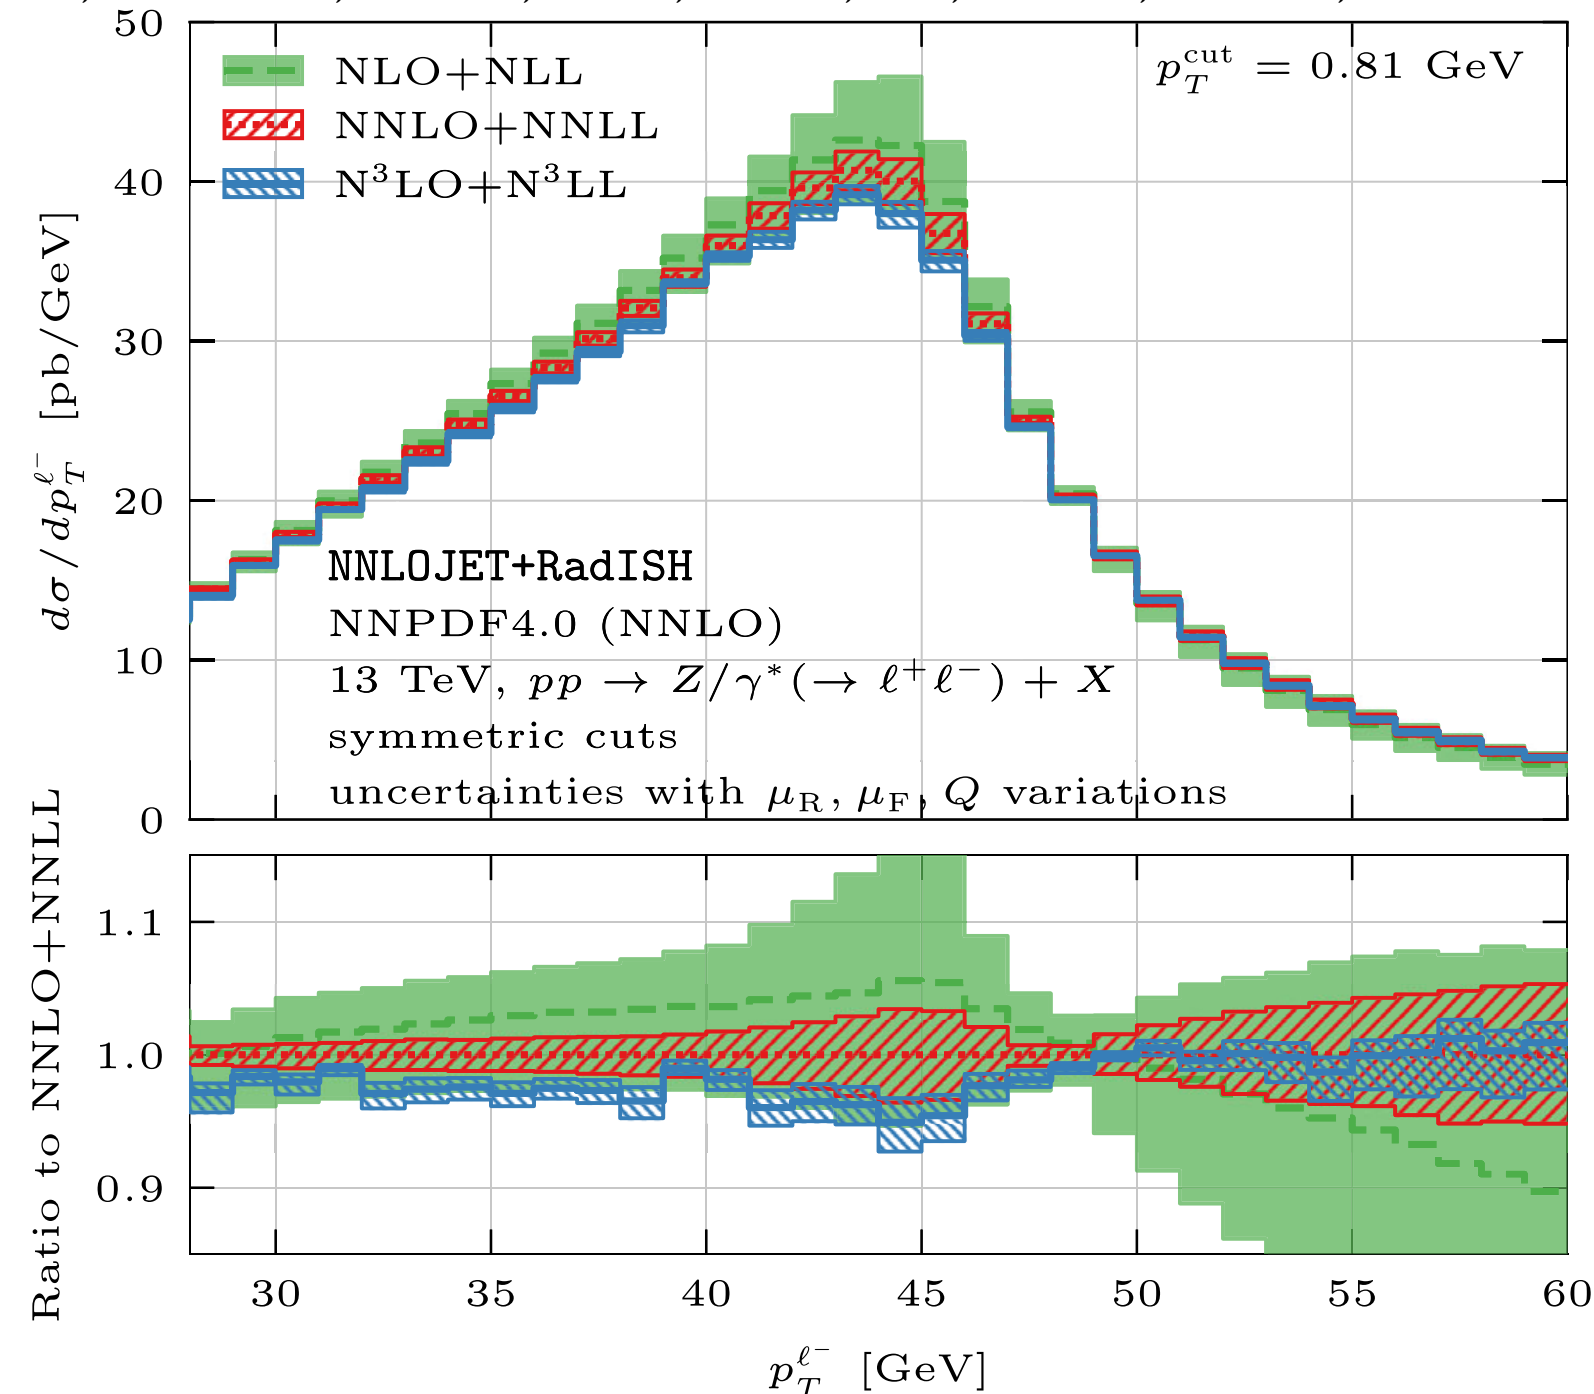 50
40
30
20
10
0
dσ/dp_T^{ℓ^-} [pb/GeV]
NLO+NLL
NNLO+NNLL
N³LO+N³LL
p_T^{cut} = 0.81 GeV
NNLOJET+RadISH
NNPDF4.0 (NNLO)
13 TeV, pp → Z/γ*(→ ℓ⁺ℓ⁻) + X
symmetric cuts
uncertainties with μ_R, μ_F, Q variations
1.1
1.0
0.9
Ratio to NNLO+NNLL
30 35 40 45 50 55 60
p_T^{ℓ^-} [GeV]